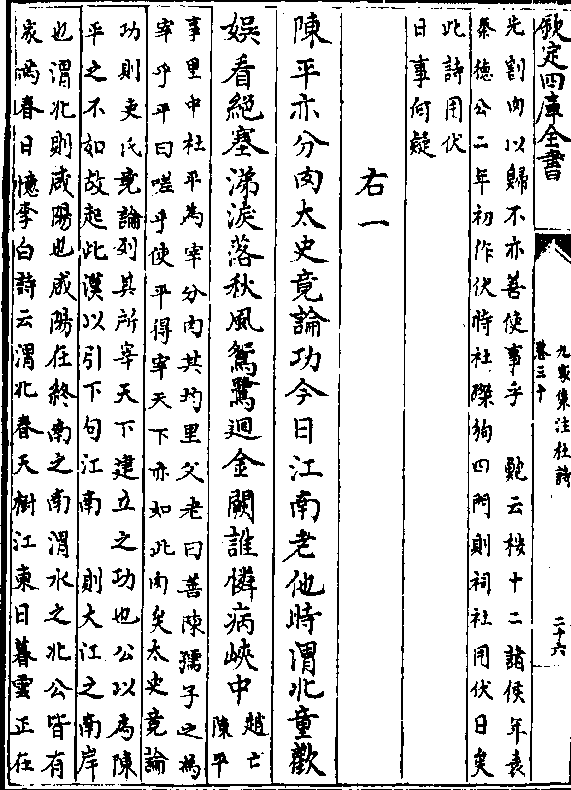 欽定四庫全書
九家集注杜詩
卷三十
二十六
先割肉以歸不亦善使事乎　鮑云按十二諸侯年表
秦德公二年初作伏時社磔狗四門則祠社用伏日矣
此詩用伏
日事何疑
右一
陳平亦分肉太史竟論功今日江南老他時渭北童歡
娛看絕塞涕淚落秋風鴛鷺迴金闕誰憐病峽中
趙云
陳平
事里中社平為宰分肉其均里父老曰善陳孺子之為
宰乎平曰嗟乎使平得宰天下亦如此肉矣太史竟論
功則史氏竟論列其所宰天下建立之功也公以為陳
平之不如故起此漢以引下句江南　則大江之南岸
也渭北則咸陽也咸陽在終南之南渭水之北公皆有
家焉春日憶李白詩云渭北春天樹江東日暮雲正在